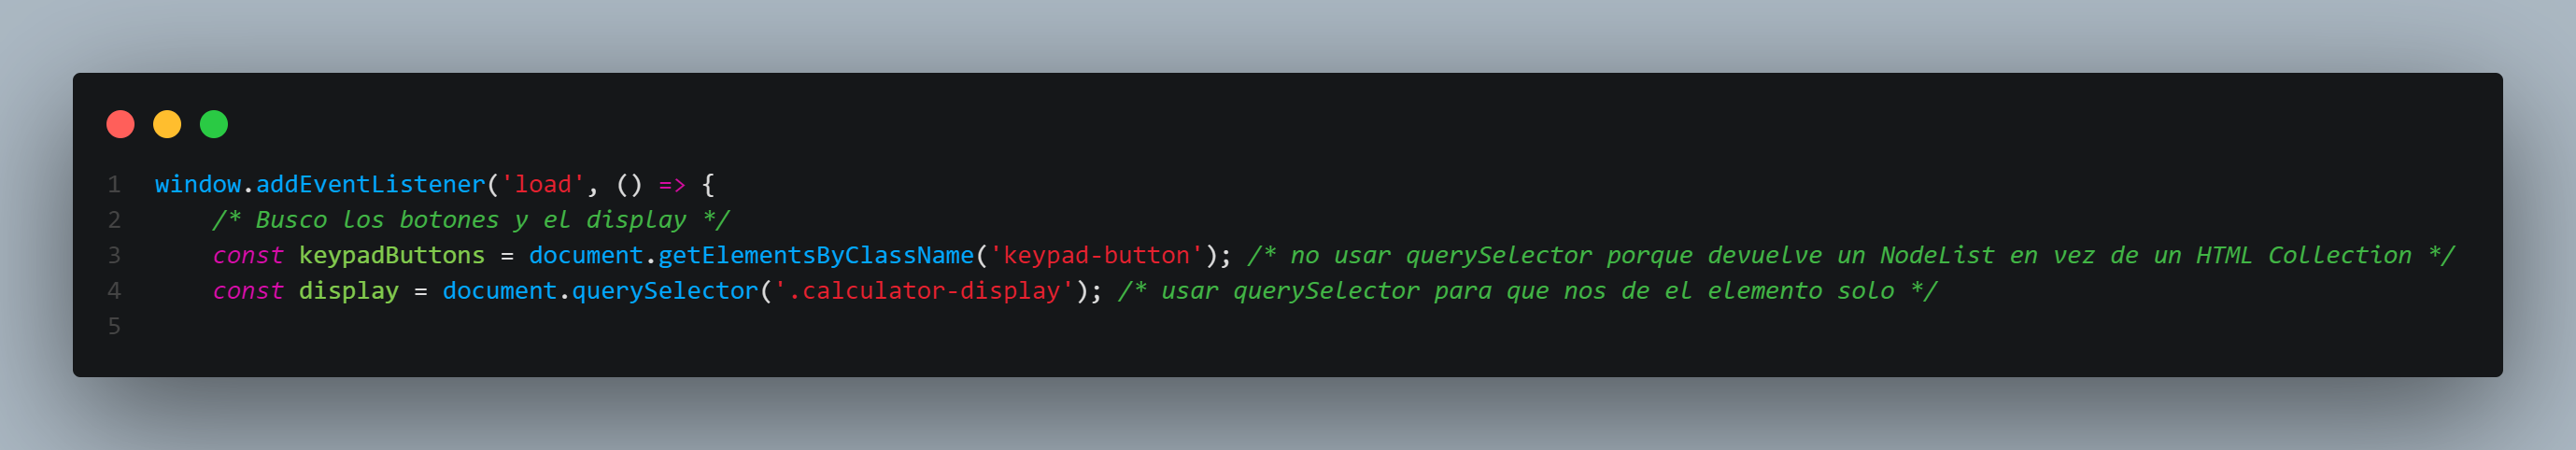 1 window.addEventListener('load', () => {
2 /* Busco los botones y el display */
3 const keypadButtons = document.getElementsByClassName('keypad-button'); /* no usar querySelector porque devuelve un NodeList en vez de un HTML Collection */
4 const display = document.querySelector('.calculator-display'); /* usar querySelector para que nos de el elemento solo */
5